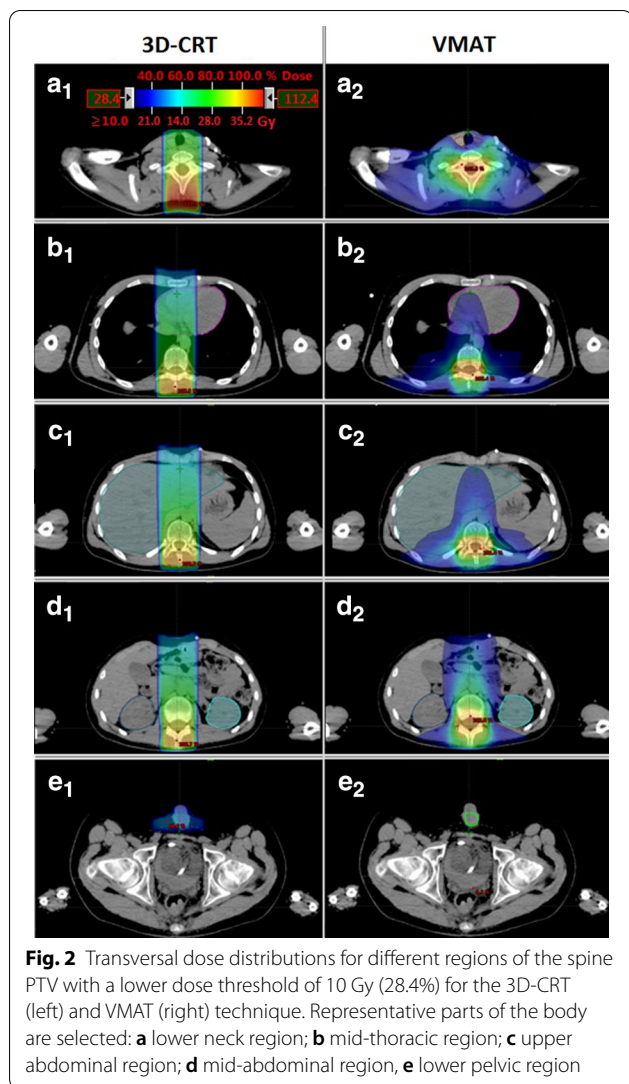 3D-CRT VMAT
a1 a2
40.0 60.0 80.0 100.0 % Dose
28.4 112.4
≥10.0 21.0 14.0 28.0 35.2 Gy
b1 b2
c1 c2
d1 d2
e1 e2
Fig. 2 Transversal dose distributions for different regions of the spine
PTV with a lower dose threshold of 10 Gy (28.4%) for the 3D-CRT
(left) and VMAT (right) technique. Representative parts of the body
are selected: a lower neck region; b mid-thoracic region; c upper
abdominal region; d mid-abdominal region, e lower pelvic region